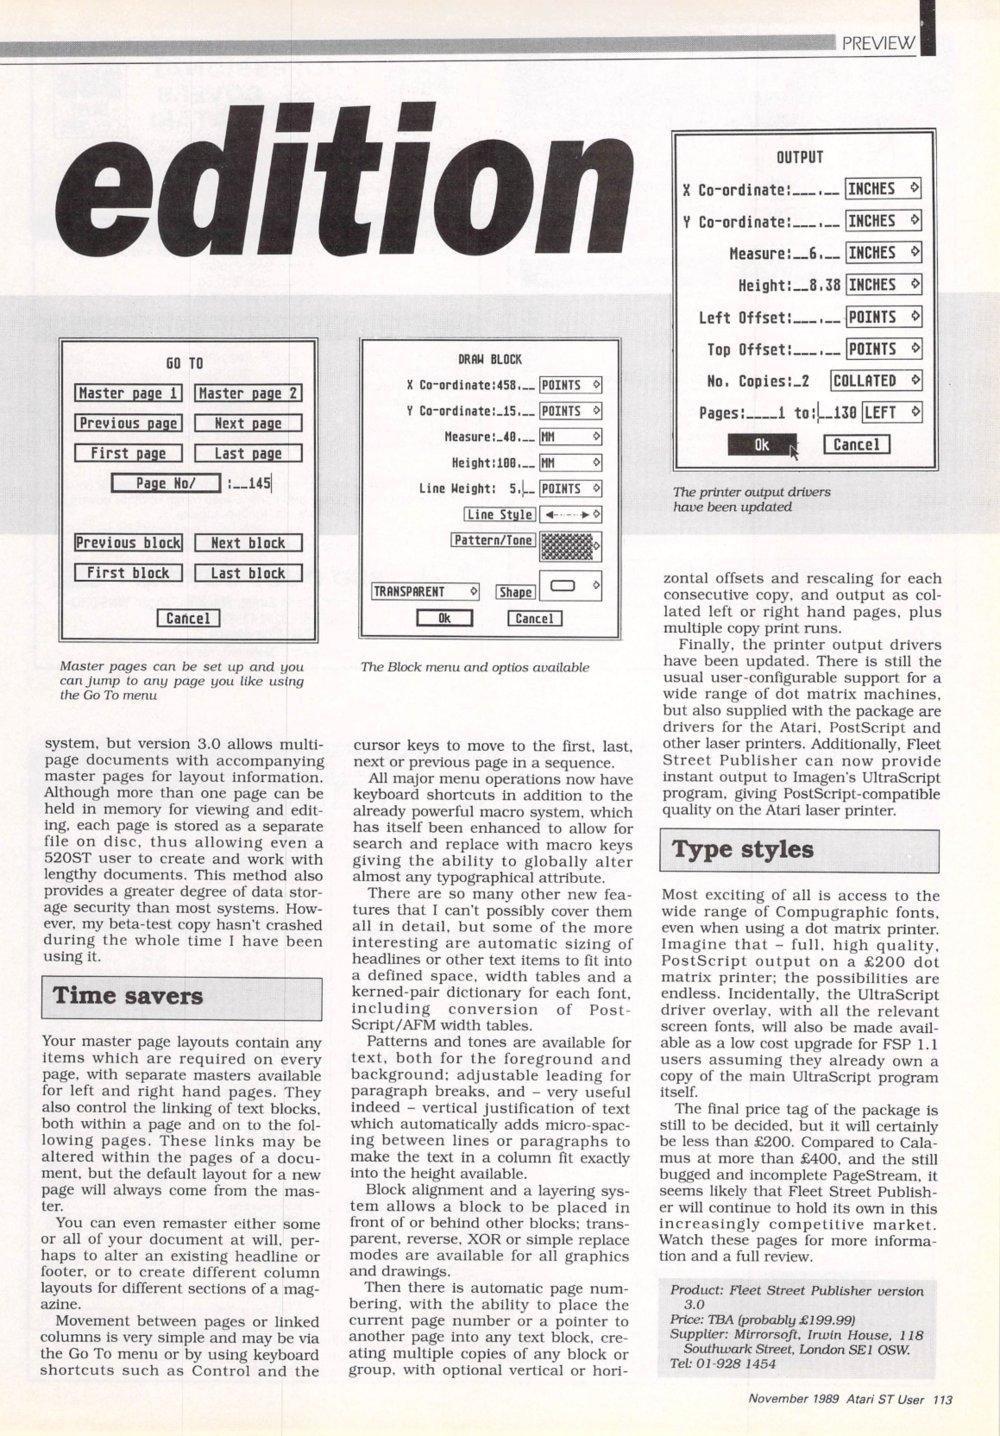 PREVIEW
edition
GO TO
Master page 1 Master page 2
Previous page Next page
First page Last page
Page No/ :__145
Previous block Next block
First block Last block
Cancel
Master pages can be set up and you
can jump to any page you like using
the Go To menu
DRAW BLOCK
X Co-ordinate:458.__ POINTS
Y Co-ordinate:_15.__ POINTS
Measure:_40.__ MM
Height:100.__ MM
Line Weight: 5.__ POINTS
Line Style
Pattern/Tone
TRANSPARENT Shape
Ok Cancel
The Block menu and optios available
OUTPUT
X Co-ordinate:___.__ INCHES
Y Co-ordinate:___.__ INCHES
Measure:__6.__ INCHES
Height:__8.38 INCHES
Left Offset:___.__ POINTS
Top Offset:___.__ POINTS
No. Copies:_2 COLLATED
Pages:____1 to:__130 LEFT
Ok Cancel
The printer output drivers
have been updated
system, but version 3.0 allows multi-
page documents with accompanying
master pages for layout information.
Although more than one page can be
held in memory for viewing and edit-
ing, each page is stored as a separate
file on disc, thus allowing even a
520ST user to create and work with
lengthy documents. This method also
provides a greater degree of data stor-
age security than most systems. How-
ever, my beta-test copy hasn't crashed
during the whole time I have been
using it.
Time savers
Your master page layouts contain any
items which are required on every
page, with separate masters available
for left and right hand pages. They
also control the linking of text blocks,
both within a page and on to the fol-
lowing pages. These links may be
altered within the pages of a docu-
ment, but the default layout for a new
page will always come from the mas-
ter.
You can even remaster either some
or all of your document at will, per-
haps to alter an existing headline or
footer, or to create different column
layouts for different sections of a mag-
azine.
Movement between pages or linked
columns is very simple and may be via
the Go To menu or by using keyboard
shortcuts such as Control and the
cursor keys to move to the first, last,
next or previous page in a sequence.
All major menu operations now have
keyboard shortcuts in addition to the
already powerful macro system, which
has itself been enhanced to allow for
search and replace with macro keys
giving the ability to globally alter
almost any typographical attribute.
There are so many other new fea-
tures that I can't possibly cover them
all in detail, but some of the more
interesting are automatic sizing of
headlines or other text items to fit into
a defined space, width tables and a
kerned-pair dictionary for each font,
including conversion of Post-
Script/AFM width tables.
Patterns and tones are available for
text, both for the foreground and
background; adjustable leading for
paragraph breaks, and – very useful
indeed – vertical justification of text
which automatically adds micro-spac-
ing between lines or paragraphs to
make the text in a column fit exactly
into the height available.
Block alignment and a layering sys-
tem allows a block to be placed in
front of or behind other blocks; trans-
parent, reverse, XOR or simple replace
modes are available for all graphics
and drawings.
Then there is automatic page num-
bering, with the ability to place the
current page number or a pointer to
another page into any text block, cre-
ating multiple copies of any block or
group, with optional vertical or hori-
zontal offsets and rescaling for each
consecutive copy, and output as col-
lated left or right hand pages, plus
multiple copy print runs.
Finally, the printer output drivers
have been updated. There is still the
usual user-configurable support for a
wide range of dot matrix machines,
but also supplied with the package are
drivers for the Atari, PostScript and
other laser printers. Additionally, Fleet
Street Publisher can now provide
instant output to Imagen's UltraScript
program, giving PostScript-compatible
quality on the Atari laser printer.
Type styles
Most exciting of all is access to the
wide range of Compugraphic fonts,
even when using a dot matrix printer.
Imagine that – full, high quality,
PostScript output on a £200 dot
matrix printer; the possibilities are
endless. Incidentally, the UltraScript
driver overlay, with all the relevant
screen fonts, will also be made avail-
able as a low cost upgrade for FSP 1.1
users assuming they already own a
copy of the main UltraScript program
itself.
The final price tag of the package is
still to be decided, but it will certainly
be less than £200. Compared to Cala-
mus at more than £400, and the still
bugged and incomplete PageStream, it
seems likely that Fleet Street Publish-
er will continue to hold its own in this
increasingly competitive market.
Watch these pages for more informa-
tion and a full review.
Product: Fleet Street Publisher version
3.0
Price: TBA (probably £199.99)
Supplier: Mirrorsoft, Irwin House, 118
Southwark Street, London SE1 OSW.
Tel: 01-928 1454
November 1989 Atari ST User 113